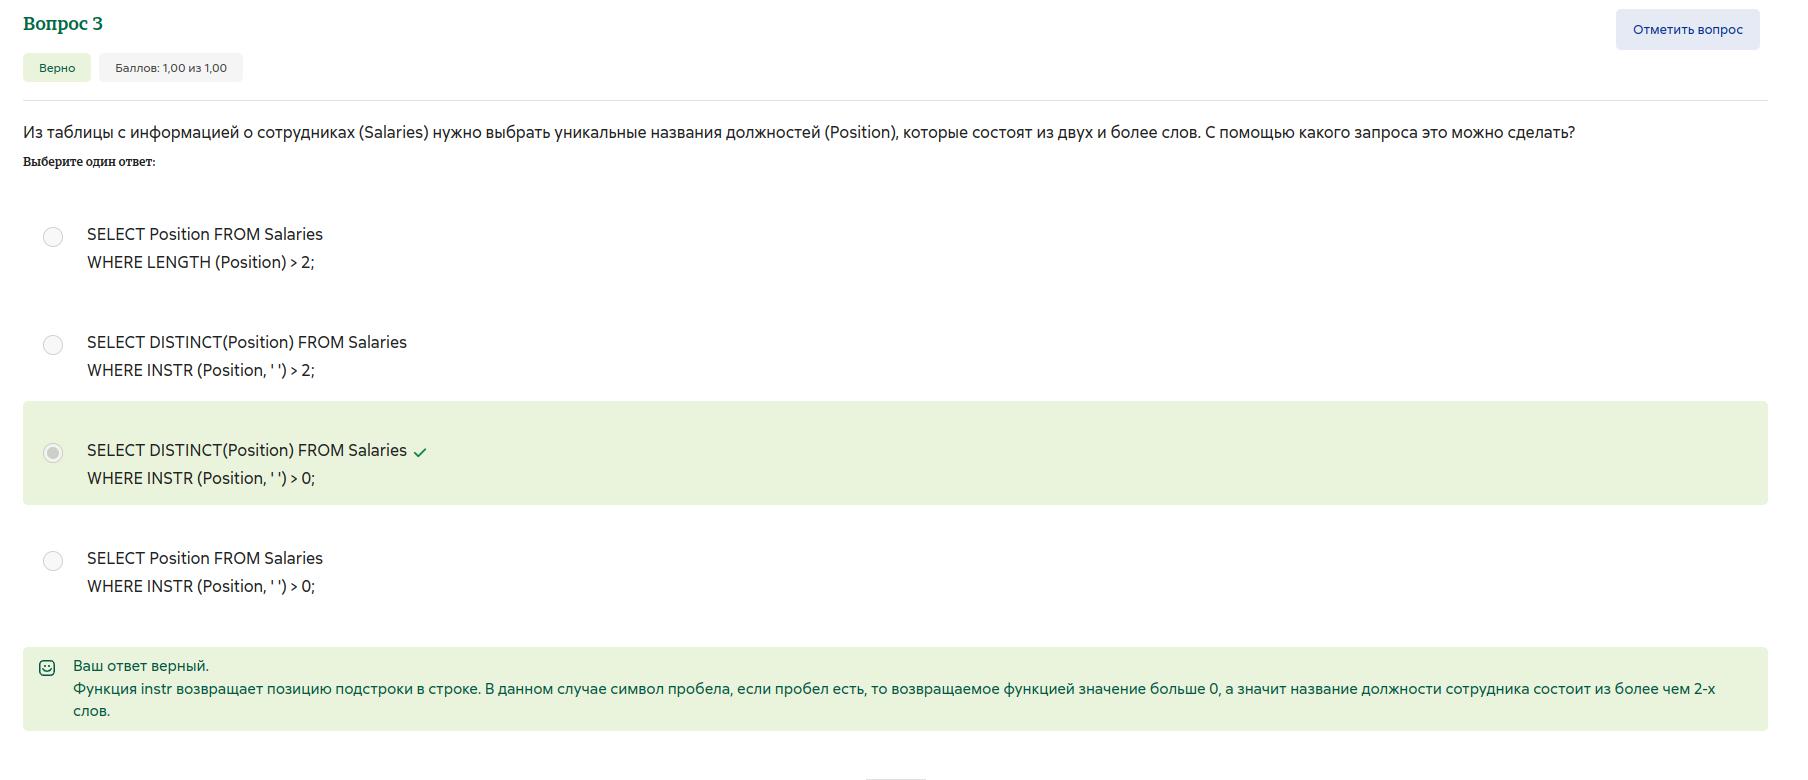 Вопрос 3
Отметить вопрос
Верно
Баллов: 1,00 из 1,00
Из таблицы с информацией о сотрудниках (Salaries) нужно выбрать уникальные названия должностей (Position), которые состоят из двух и более слов. С помощью какого запроса это можно сделать?
Выберите один ответ:
SELECT Position FROM Salaries
WHERE LENGTH (Position) > 2;
SELECT DISTINCT(Position) FROM Salaries
WHERE INSTR (Position, ' ') > 2;
SELECT DISTINCT(Position) FROM Salaries
WHERE INSTR (Position, ' ') > 0;
SELECT Position FROM Salaries
WHERE INSTR (Position, ' ') > 0;
Ваш ответ верный.
Функция instr возвращает позицию подстроки в строке. В данном случае символ пробела, если пробел есть, то возвращаемое функцией значение больше 0, а значит название должности сотрудника состоит из более чем 2-х
слов.